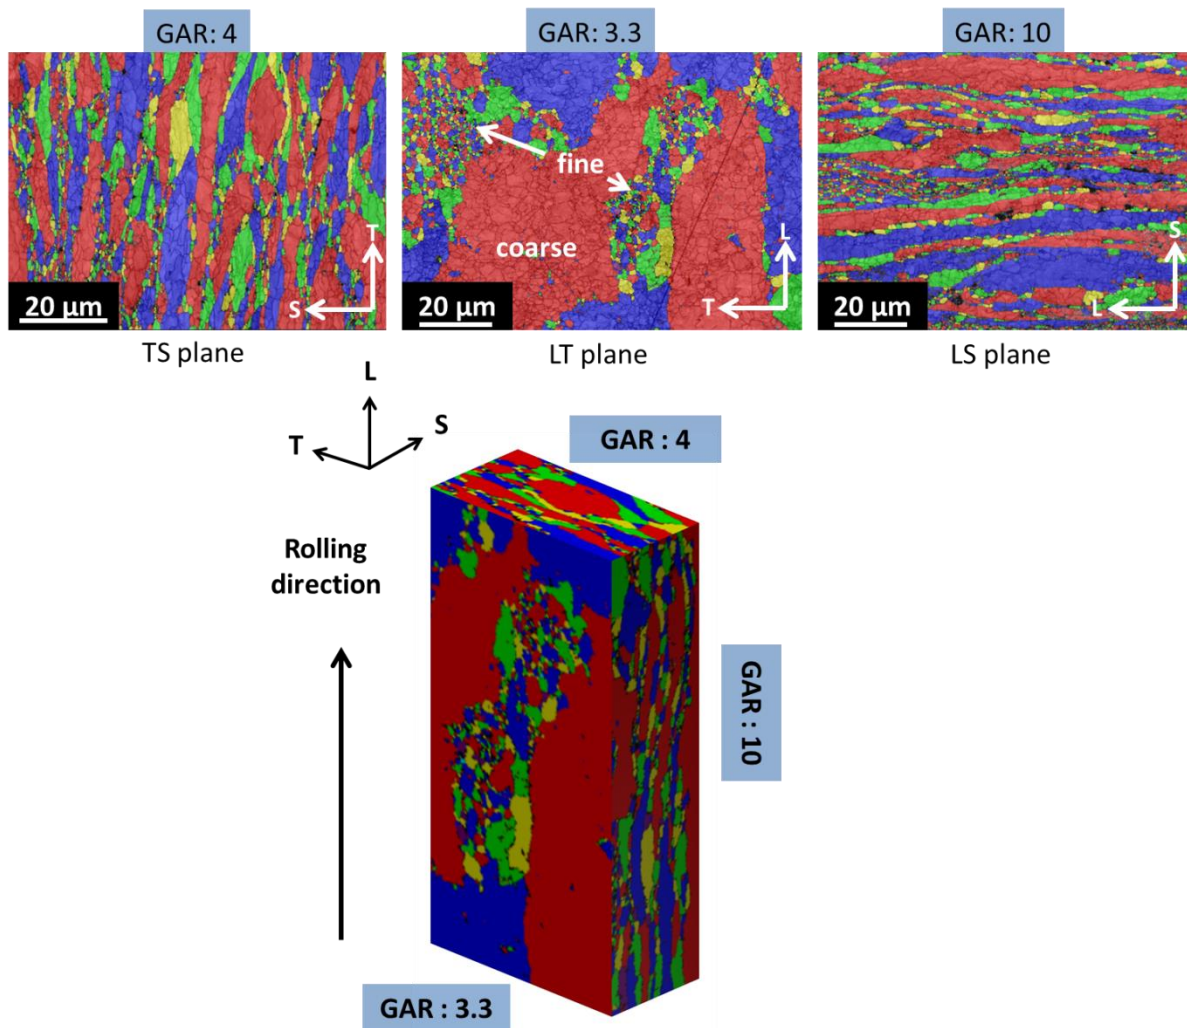 GAR: 4
GAR: 3.3
GAR: 10
fine
coarse
T
S
20 µm
L
T
20 µm
S
L
20 µm
TS plane
LT plane
LS plane
L
S
T
GAR : 4
Rolling
direction
GAR : 10
GAR : 3.3